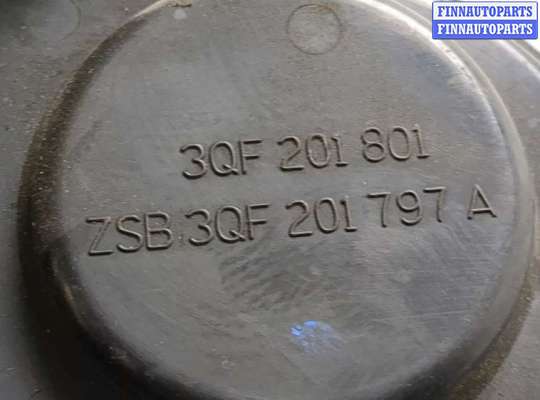 FINNAUTOPARTS
FINNAUTOPARTS
3QF 201 801
ZSB 3QF 201 797 A